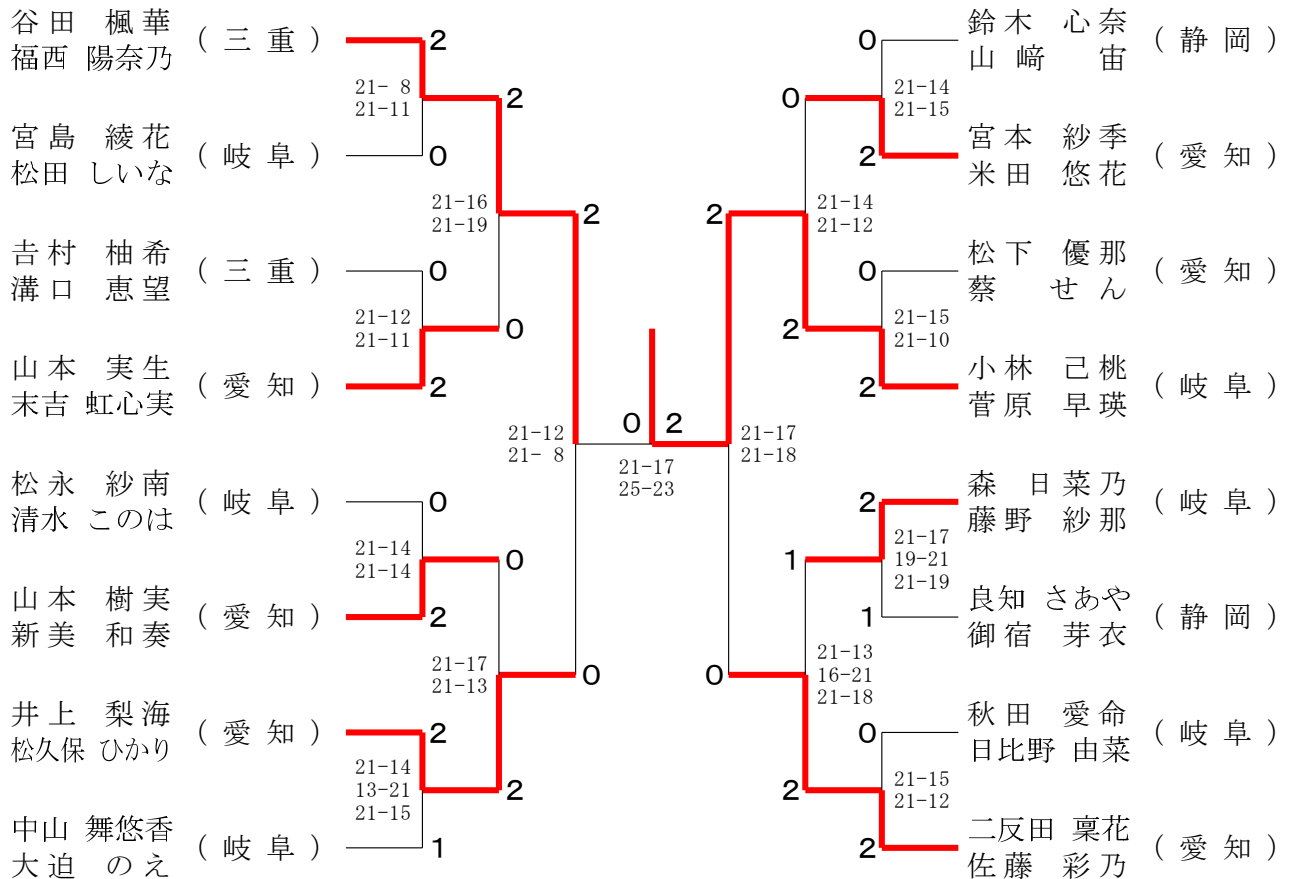 谷田 楓華
福西 陽奈乃
(三重)
2
21- 8
21-11
2
宮島 綾花
松田 しいな
(岐阜)
0
21-16
21-19
2
吉村 柚希
溝口 恵望
(三重)
0
21-12
21-11
0
山本 実生
末吉 虹心実
(愛知)
2
21-12
21- 8
松永 紗南
清水 このは
(岐阜)
0
21-14
21-14
0
山本 樹実
新美 和奏
(愛知)
2
21-17
21-13
0
井上 梨海
松久保 ひかり
(愛知)
2
21-14
13-21
21-15
2
中山 舞悠香
大迫 のえ
(岐阜)
1
0 2
21-17
25-23
0
鈴木 心奈
山﨑 宙
(静岡)
0
21-14
21-15
2
宮本 紗季
米田 悠花
(愛知)
2
21-14
21-12
0
松下 優那
蔡 せん
(愛知)
2
21-15
21-10
2
小林 己桃
菅原 早瑛
(岐阜)
21-17
21-18
2
森 日菜乃
藤野 紗那
(岐阜)
1
21-17
19-21
21-19
1
良知 さあや
御宿 芽衣
(静岡)
0
21-13
16-21
21-18
0
秋田 愛命
日比野 由菜
(岐阜)
2
21-15
21-12
2
二反田 稟花
佐藤 彩乃
(愛知)